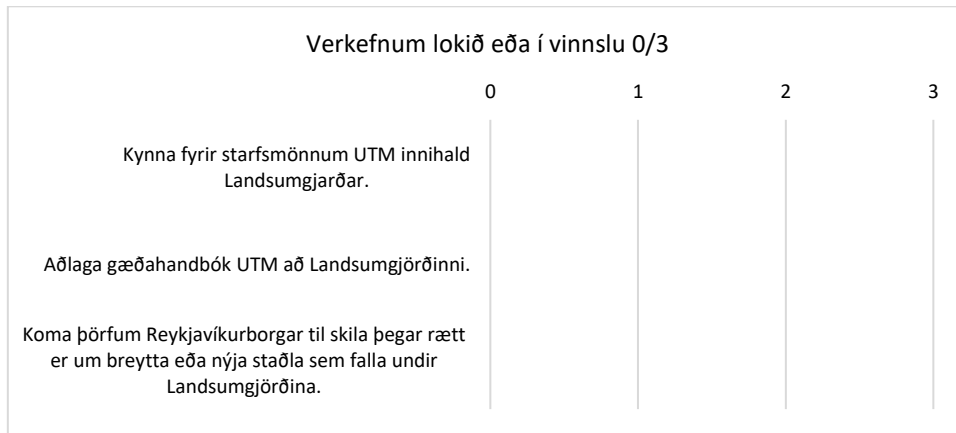 Verkefnum lokið eða í vinnslu 0/3
0 1 2 3
Kynna fyrir starfsmönnum UTM innihald
Landsumgjarðar.
Aðlaga gæðahandbók UTM að Landsumgjörðinni.
Koma þörfum Reykjavíkurborgar til skila þegar rætt
er um breytta eða nýja staðla sem falla undir
Landsumgjörðina.